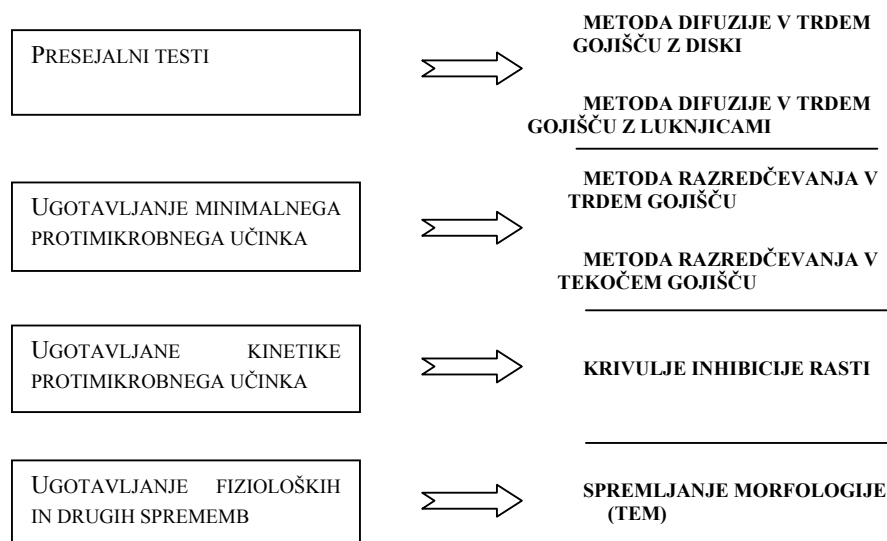 PRESEJALNI TESTI
METODA DIFUZIJE V TRDEM
GOJIŠČU Z DISKI
METODA DIFUZIJE V TRDEM
GOJIŠČU Z LUKNJICAMI
UGOTAVLJANJE MINIMALNEGA
PROTIMIKROBNEGA UČINKA
METODA RAZREDČEVANJA V
TRDEM GOJIŠČU
METODA RAZREDČEVANJA V
TEKOČEM GOJIŠČU
UGOTAVLJANE KINETIKE
PROTIMIKROBNEGA UČINKA
KRIVULJE INHIBICIJE RASTI
UGOTAVLJANJE FIZIOLOŠKIH
IN DRUGIH SPREMEMB
SPREMLJANJE MORFOLOGIJE
(TEM)